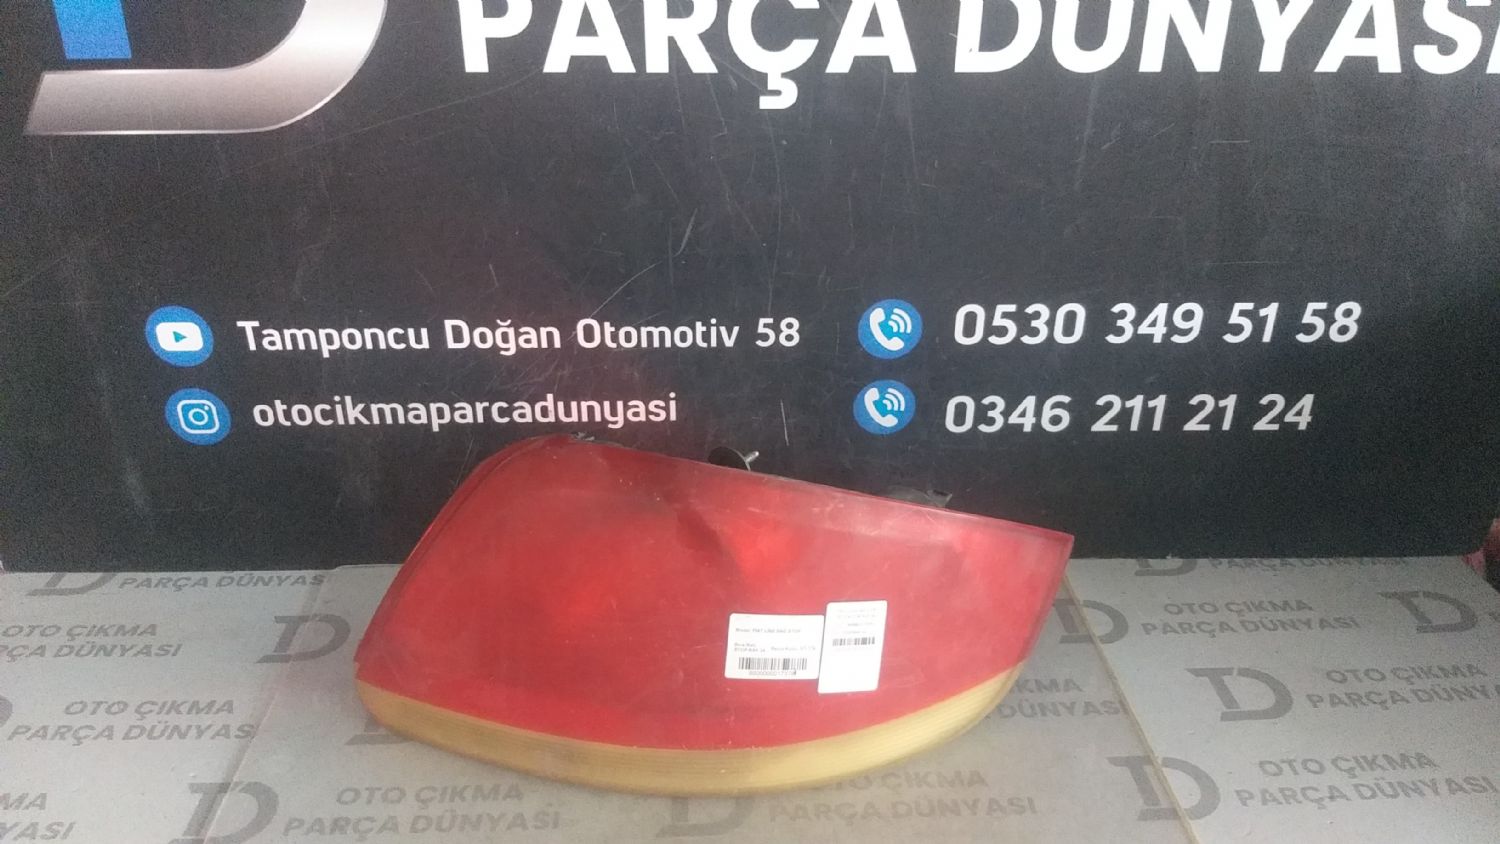 PARÇA DÜNYASI
Tamponcu Doğan Otomotiv 58
0530 349 51 58
otocikmaparcadunyasi
0346 211 21 24
PARÇA DÜNYASI
OTO ÇIKMA
PARÇA DÜNYASI
OTO ÇIKMA
PARÇA DÜNYASI
OTO ÇIKMA
PARÇA DÜNYASI
OTO ÇIKMA
PARÇA DÜNYASI
DÜNYASI
OTO ÇIKMA
PARÇA DÜNYASI
OTO ÇIKMA
PARÇA DÜNYASI
DÜNYASI